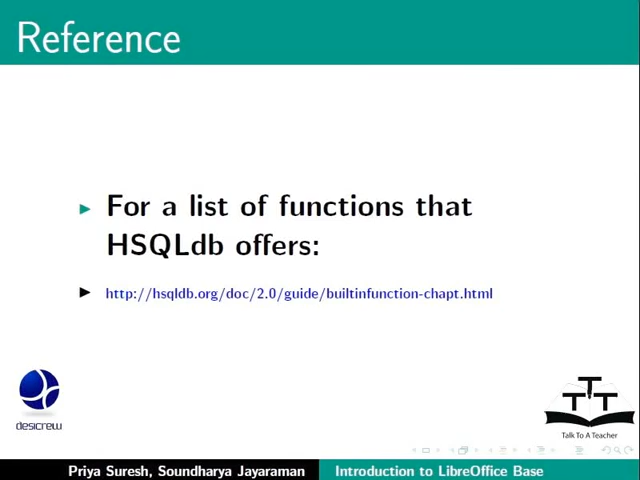 Reference
For a list of functions that
HSQLdb offers:
http://hsqldb.org/doc/2.0/guide/builtinfunction-chapt.html
desicrew
T T T
Talk To A Teacher
Priya Suresh, Soundharya Jayaraman
Introduction to LibreOffice Base